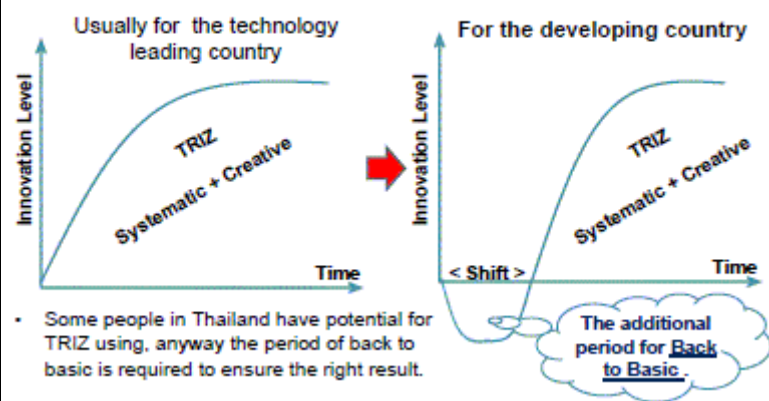 Usually for the technology
leading country
Innovation Level
TRIZ
Systematic + Creative
Time
For the developing country
Innovation Level
TRIZ
Systematic + Creative
< Shift >
Time
• Some people in Thailand have potential for
TRIZ using, anyway the period of back to
basic is required to ensure the right result.
The additional
period for Back
to Basic .